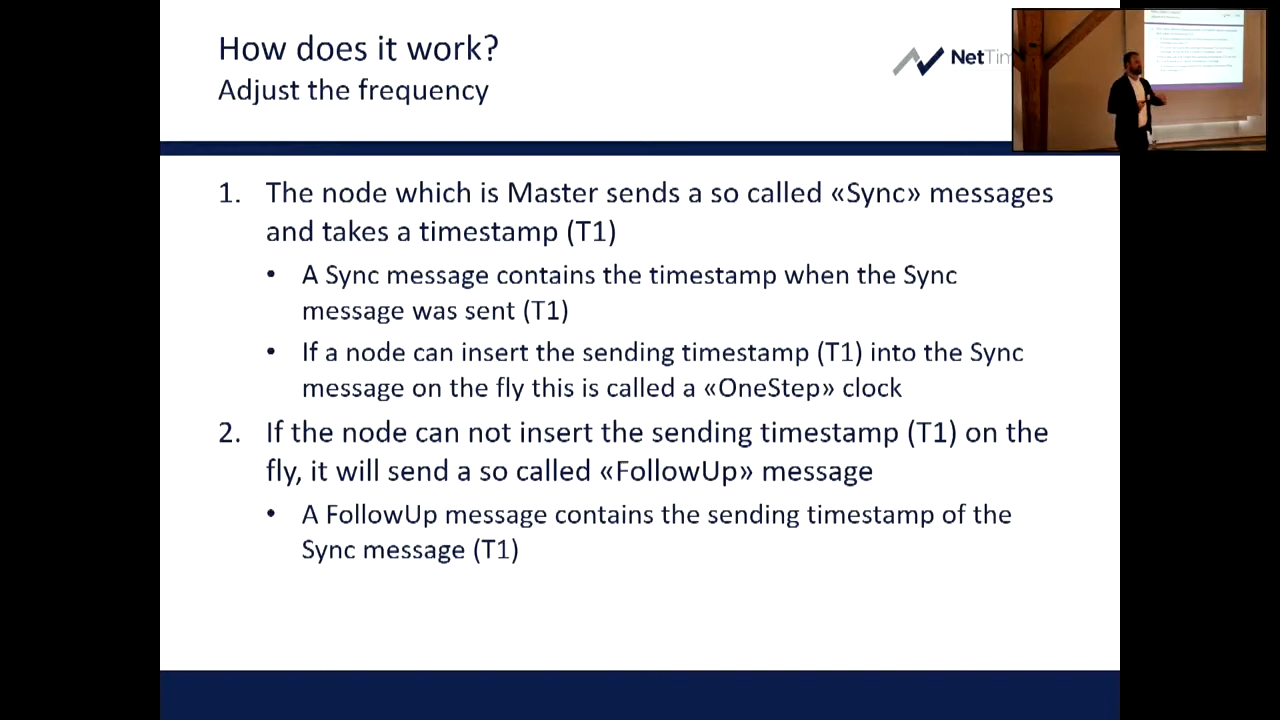 How does it work?
Adjust the frequency
NetTim
1. The node which is Master sends a so called «Sync» messages
and takes a timestamp (T1)
• A Sync message contains the timestamp when the Sync
message was sent (T1)
• If a node can insert the sending timestamp (T1) into the Sync
message on the fly this is called a «OneStep» clock
2. If the node can not insert the sending timestamp (T1) on the
fly, it will send a so called «FollowUp» message
• A FollowUp message contains the sending timestamp of the
Sync message (T1)